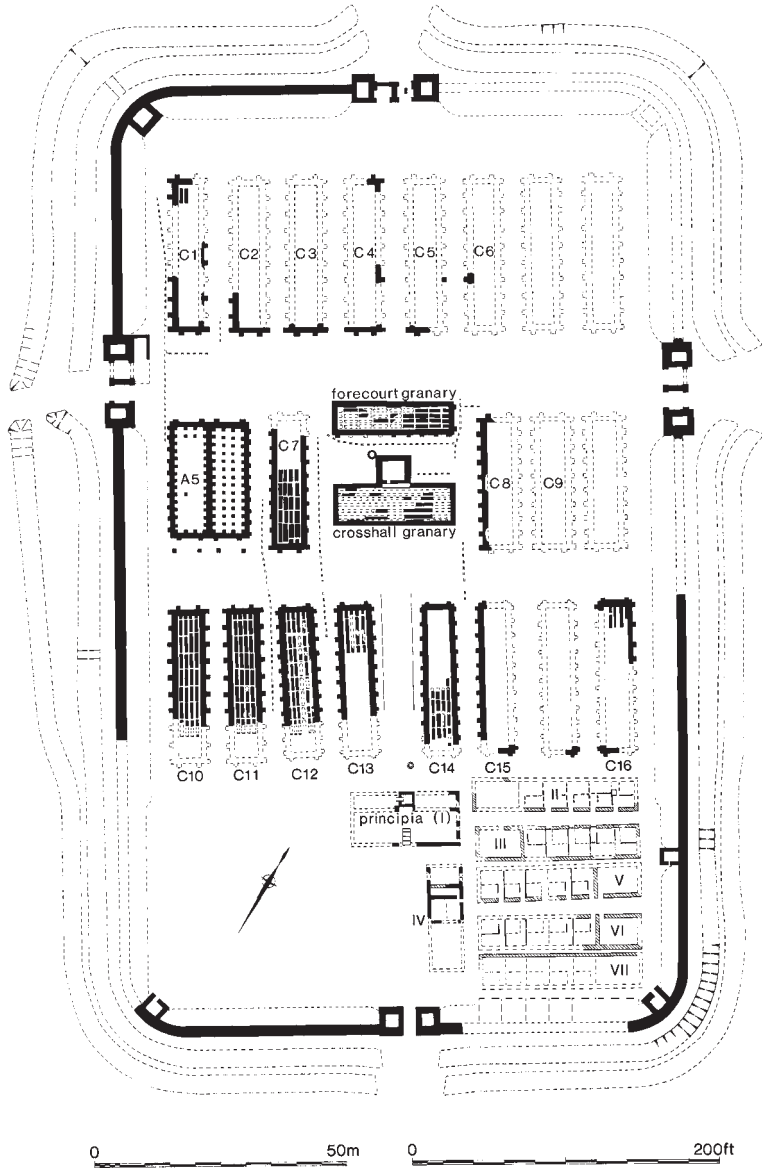 C1 C2 C3 C4 C5 C6
forecourt granary
C7
A5 C8 C9
crosshall granary
C10 C11 C12 C13 C14 C15 C16
principia (I) II
III
IV V
VI
VII
0 50m 0 200ft